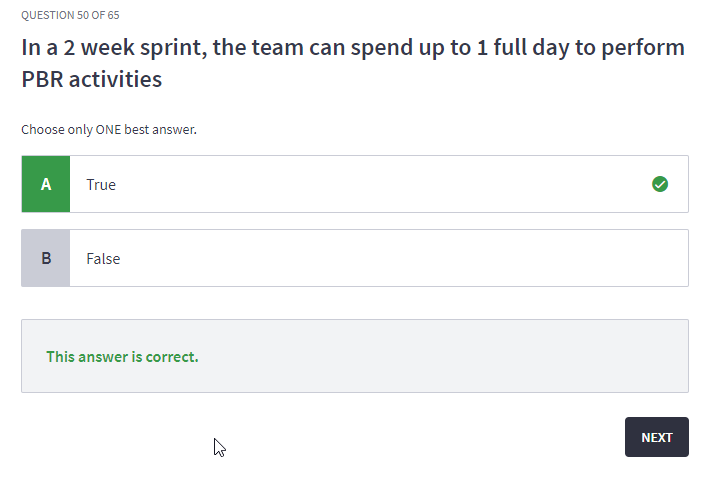 QUESTION 50 OF 65
In a 2 week sprint, the team can spend up to 1 full day to perform
PBR activities
Choose only ONE best answer.
A True
B False
This answer is correct.
NEXT